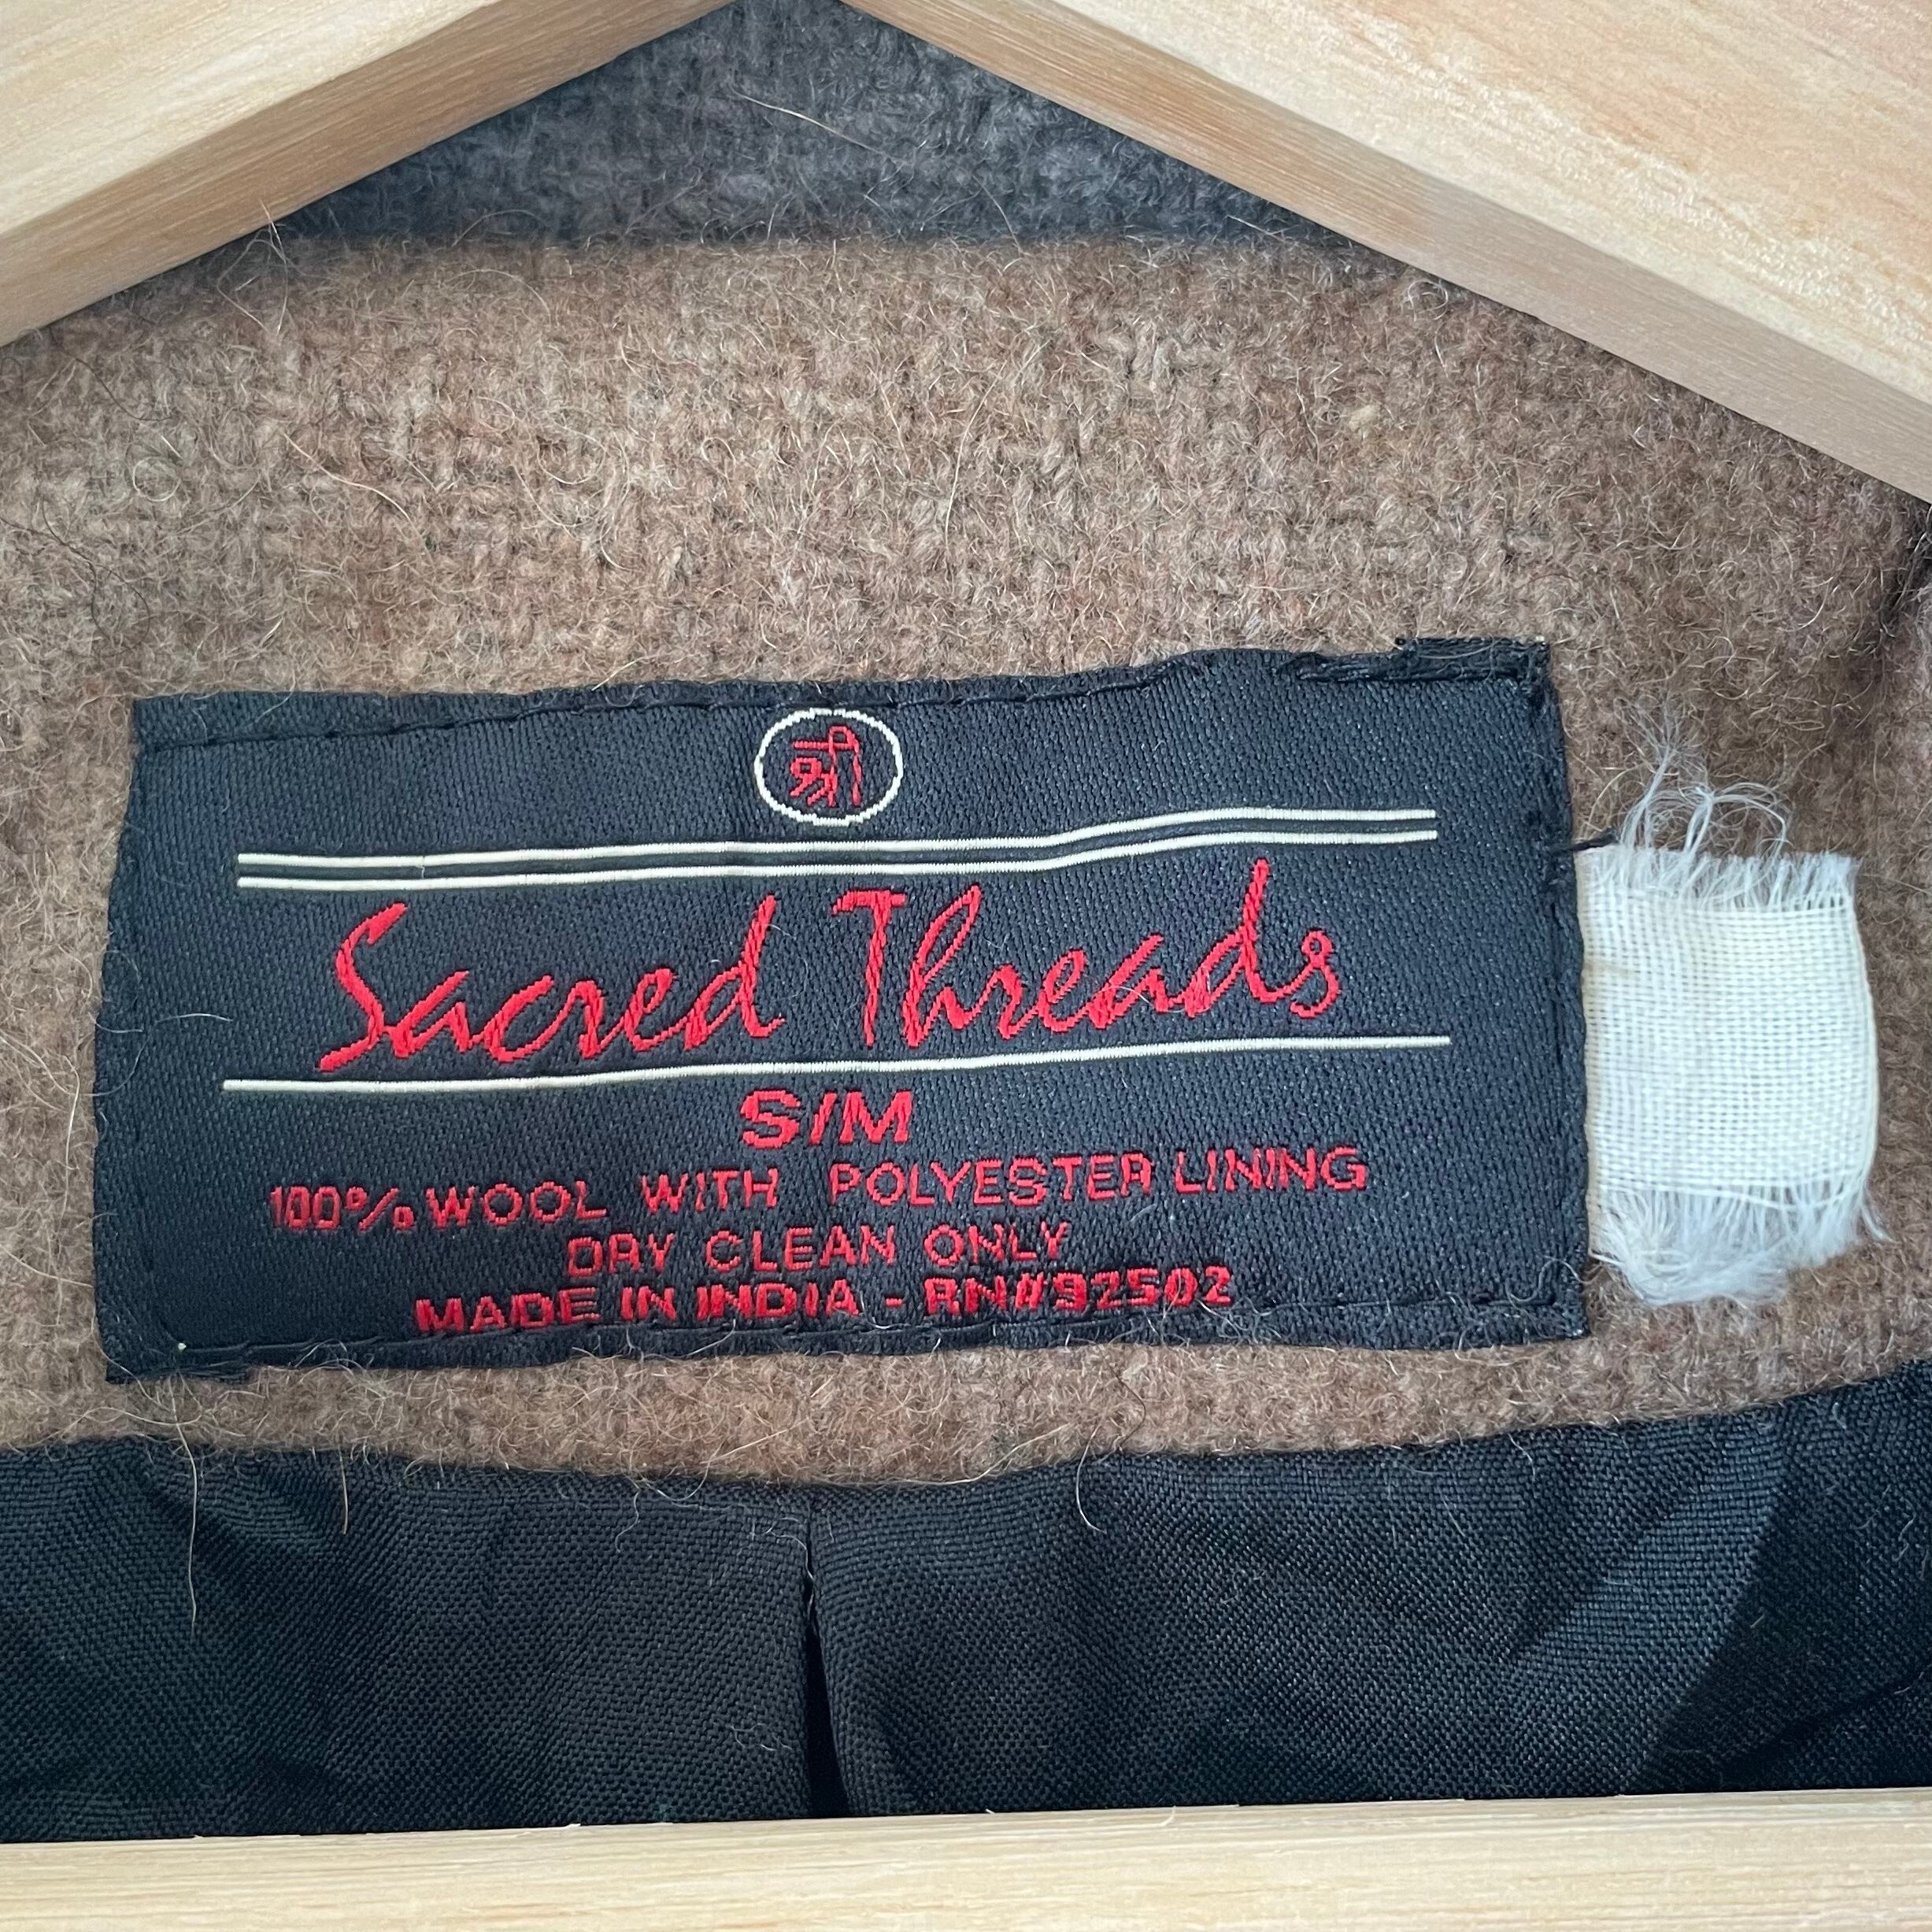 श्री
Sacred Threads
S/M
100% WOOL WITH POLYESTER LINING
DRY CLEAN ONLY
MADE IN INDIA - RN#92502